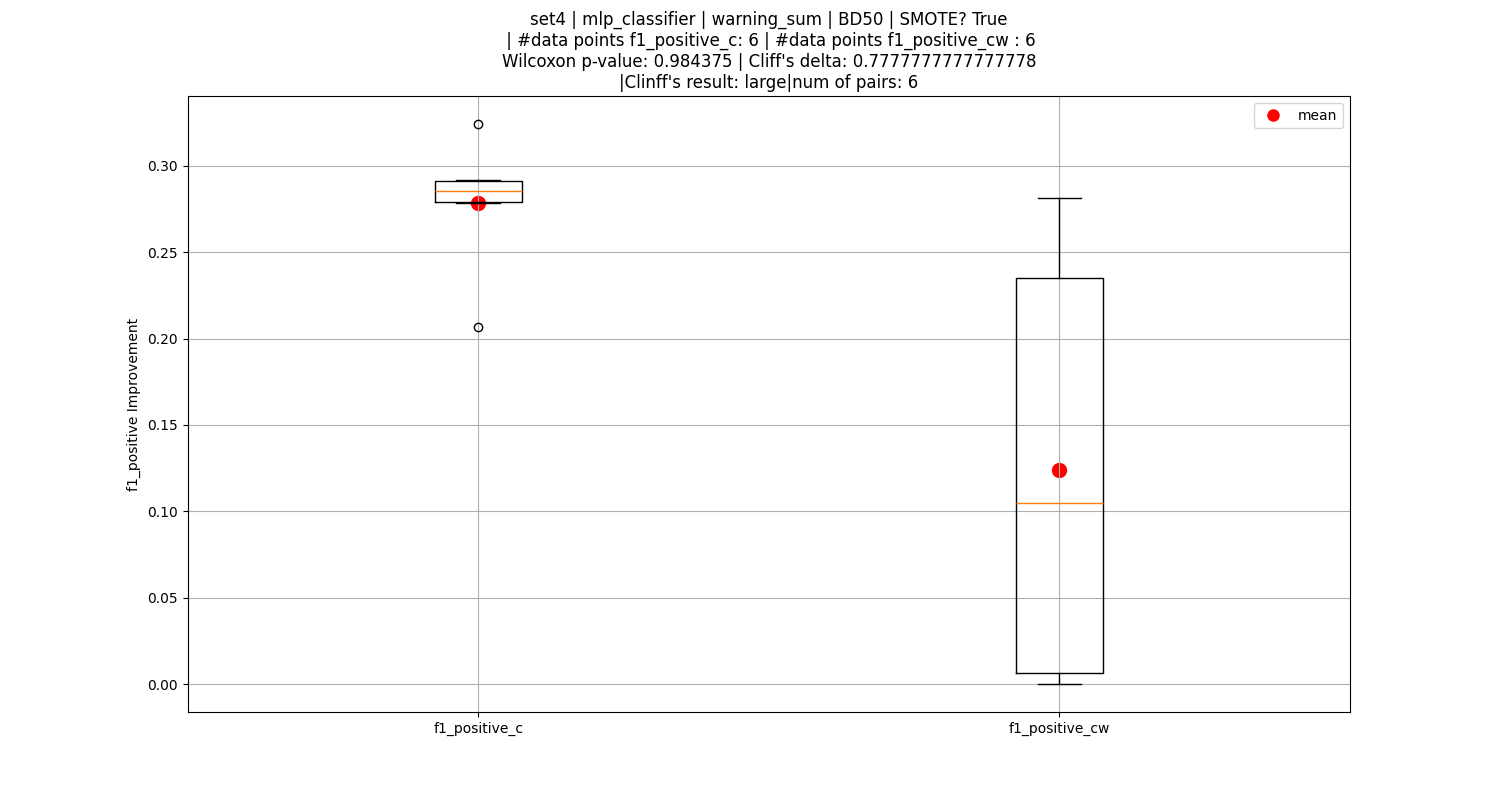 set4 | mlp_classifier | warning_sum | BD50 | SMOTE? True
| #data points f1_positive_c: 6 | #data points f1_positive_cw : 6
Wilcoxon p-value: 0.984375 | Cliff's delta: 0.7777777777777778
|Clinff's result: large|num of pairs: 6
mean
0.30
0.25
0.20
0.15
0.10
0.05
0.00
f1_positive Improvement
f1_positive_c
f1_positive_cw